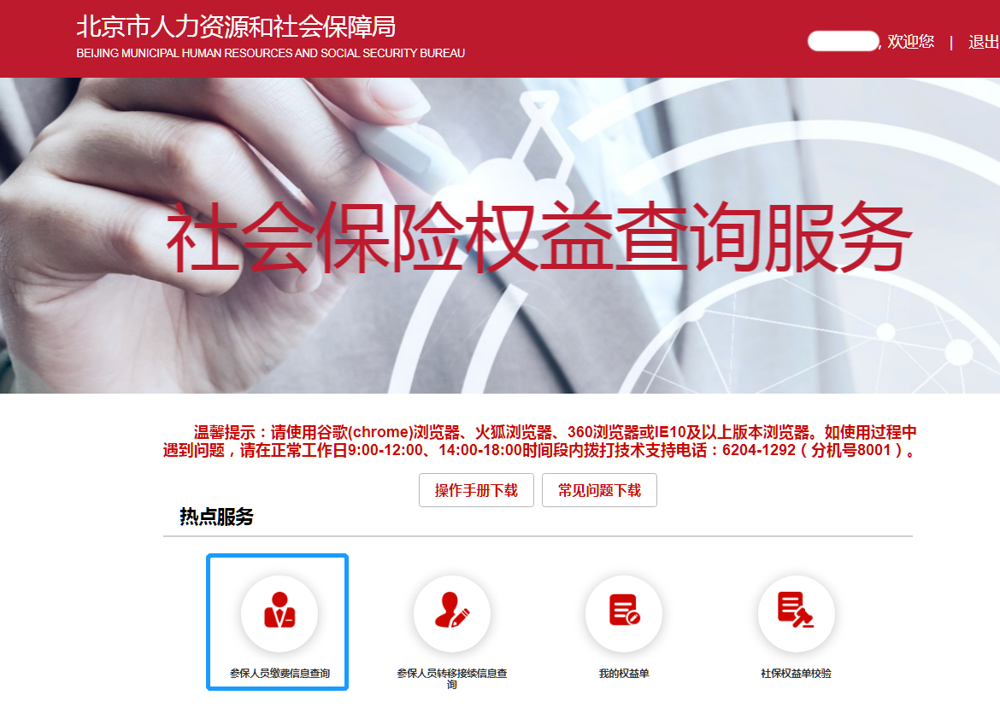 北京市人力资源和社会保障局
BEIJING MUNICIPAL HUMAN RESOURCES AND SOCIAL SECURITY BUREAU
, 欢迎您 | 退出
社会保险权益查询服务
温馨提示：请使用谷歌(chrome)浏览器、火狐浏览器、360浏览器或IE10及以上版本浏览器。如使用过程中
遇到问题，请在正常工作日9:00-12:00、14:00-18:00时间段内拨打技术支持电话：6204-1292（分机号8001）。
操作手册下载 常见问题下载
热点服务
参保人员缴费信息查询
参保人员转移接续信息查
询
我的权益单
社保权益单校验